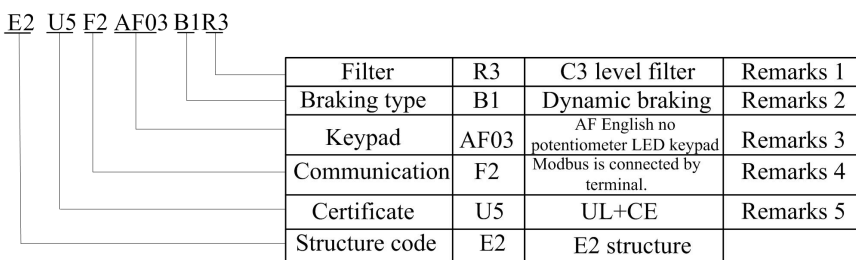 E2 U5 F2 AF03 B1R3
Filter R3 C3 level filter Remarks 1
Braking type B1 Dynamic braking Remarks 2
Keypad AF03 AF English no potentiometer LED keypad Remarks 3
Communication F2 Modbus is connected by terminal. Remarks 4
Certificate U5 UL+CE Remarks 5
Structure code E2 E2 structure